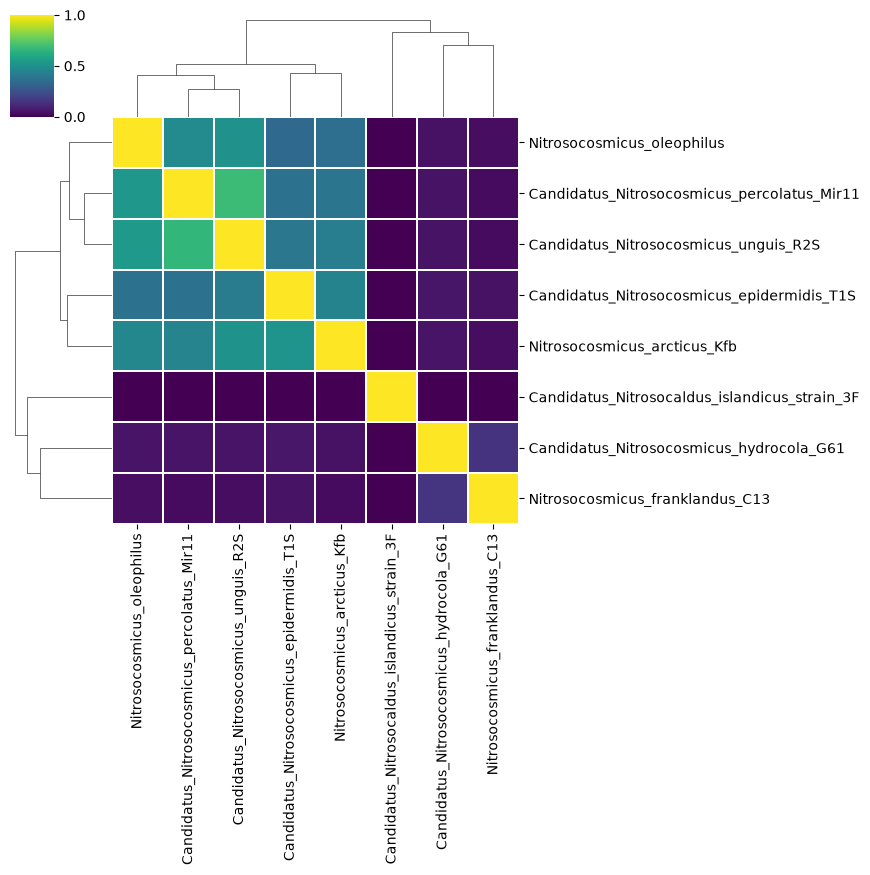 1.0
0.5
0.0
Nitrosocosmicus_oleophilus
Candidatus_Nitrosocosmicus_percolatus_Mir11
Candidatus_Nitrosocosmicus_unguis_R2S
Candidatus_Nitrosocosmicus_epidermidis_T1S
Nitrosocosmicus_arcticus_Kfb
Candidatus_Nitrosocaldus_islandicus_strain_3F
Candidatus_Nitrosocosmicus_hydrocola_G61
Nitrosocosmicus_franklandus_C13
Nitrosocosmicus_oleophilus
Candidatus_Nitrosocosmicus_percolatus_Mir11
Candidatus_Nitrosocosmicus_unguis_R2S
Candidatus_Nitrosocosmicus_epidermidis_T1S
Nitrosocosmicus_arcticus_Kfb
Candidatus_Nitrosocaldus_islandicus_strain_3F
Candidatus_Nitrosocosmicus_hydrocola_G61
Nitrosocosmicus_franklandus_C13